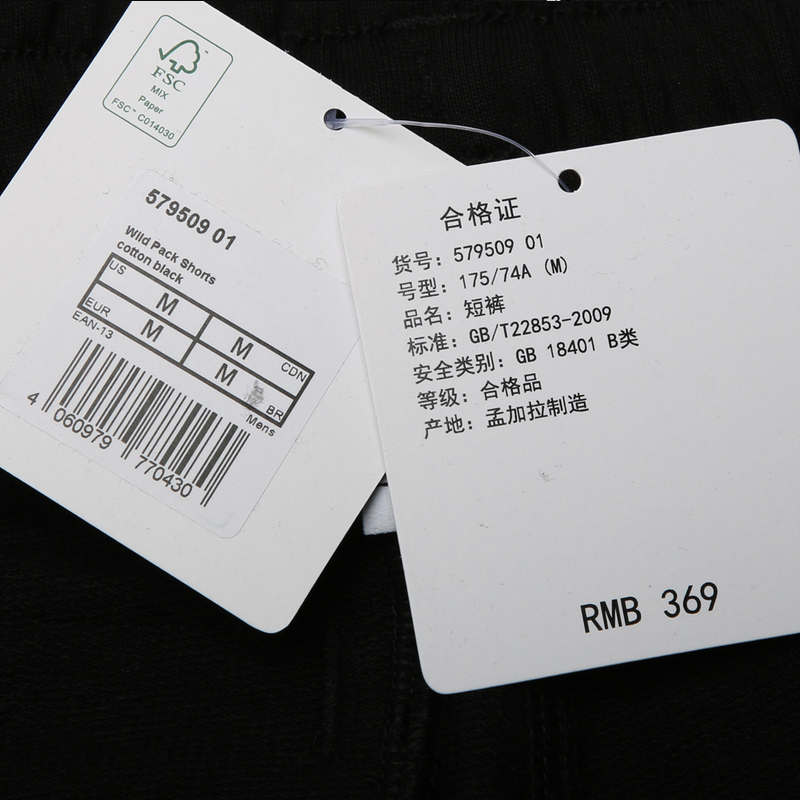 FSC
MIX
Paper
FSC™ C014030
579509 01
Wild Pack Shorts
cotton black
US
M
M
CDN
EUR
M
M
BR
EAN-13
Mens
4 060979 770430
合格证
货号: 579509 01
号型: 175/74A (M)
品名: 短裤
标准: GB/T22853-2009
安全类别: GB 18401 B类
等级: 合格品
产地: 孟加拉制造
RMB 369